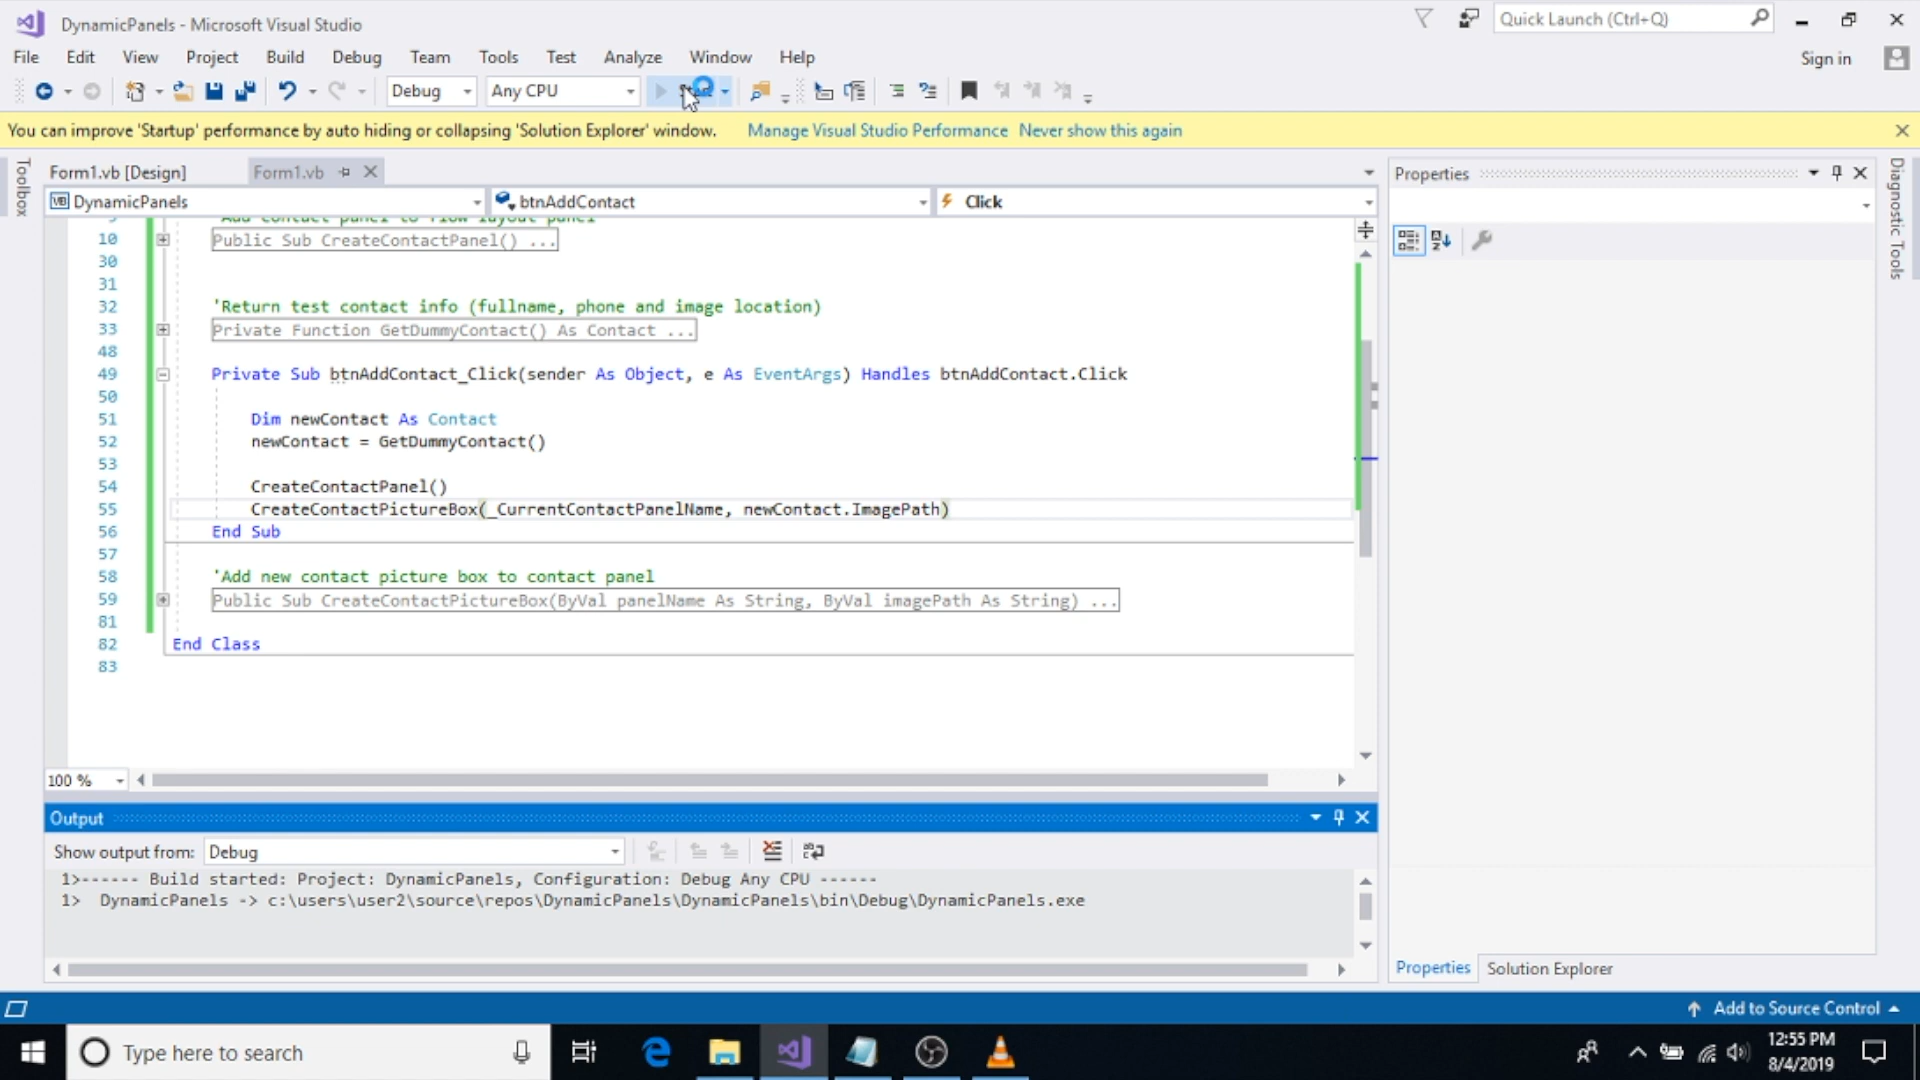 DynamicPanels - Microsoft Visual Studio
Quick Launch (Ctrl+Q)
File Edit View Project Build Debug Team Tools Test Analyze Window Help
Sign in
Debug Any CPU
You can improve 'Startup' performance by auto hiding or collapsing 'Solution Explorer' window. Manage Visual Studio Performance Never show this again
Toolbox
Form1.vb [Design] Form1.vb
Properties
Diagnostic Tools
DynamicPanels btnAddContact Click
9 'Add contact panel to flow layout panel
10 Public Sub CreateContactPanel() ...
30
31
32 'Return test contact info (fullname, phone and image location)
33 Private Function GetDummyContact() As Contact ...
48
49 Private Sub btnAddContact_Click(sender As Object, e As EventArgs) Handles btnAddContact.Click
50
51 Dim newContact As Contact
52 newContact = GetDummyContact()
53
54 CreateContactPanel()
55 CreateContactPictureBox(_CurrentContactPanelName, newContact.ImagePath)
56 End Sub
57
58 'Add new contact picture box to contact panel
59 Public Sub CreateContactPictureBox(ByVal panelName As String, ByVal imagePath As String) ...
81
82 End Class
83
100 %
Output
Show output from: Debug
1>------ Build started: Project: DynamicPanels, Configuration: Debug Any CPU ------
1> DynamicPanels -> c:\users\user2\source\repos\DynamicPanels\DynamicPanels\bin\Debug\DynamicPanels.exe
Properties Solution Explorer
Add to Source Control
Type here to search
12:55 PM
8/4/2019